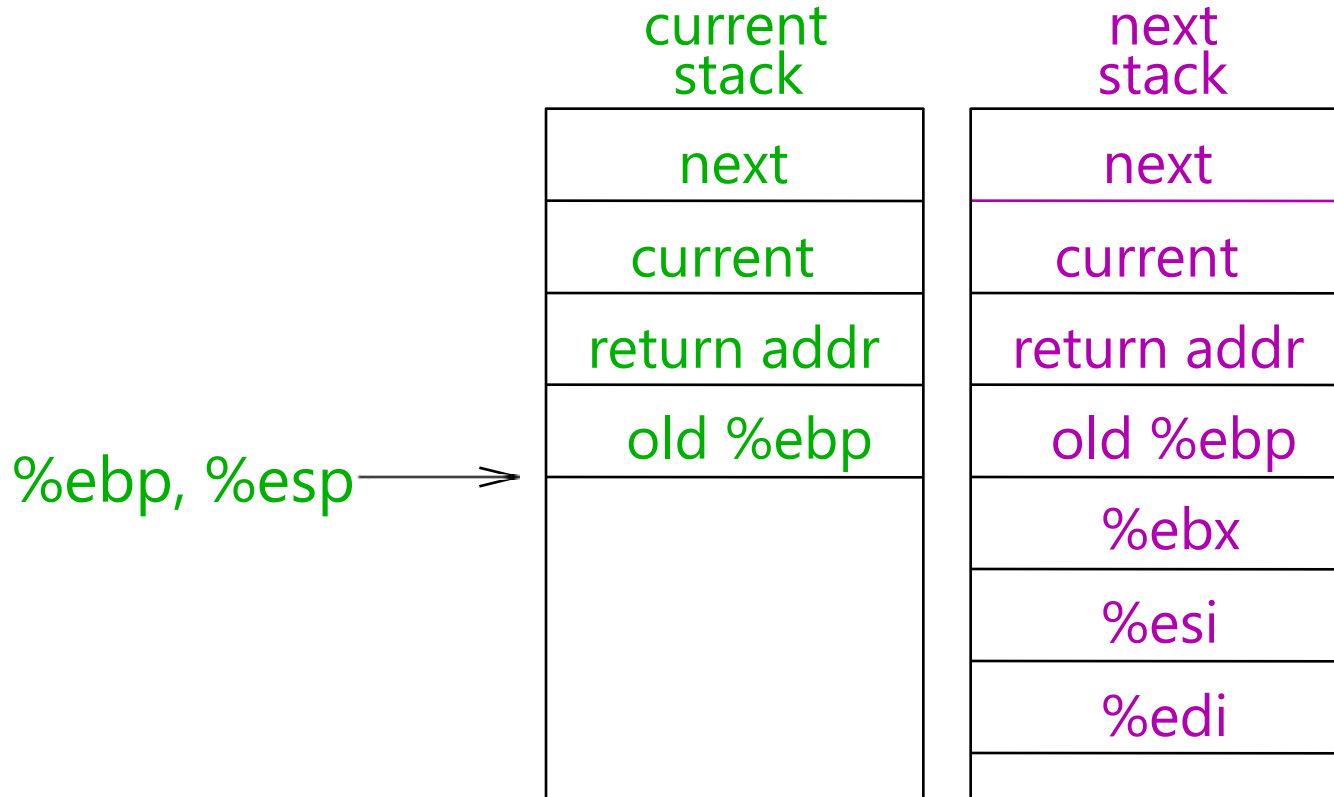 current
stack
next
stack
next
next
current
current
return addr
return addr
old %ebp
old %ebp
%ebp, %esp
%ebx
%esi
%edi